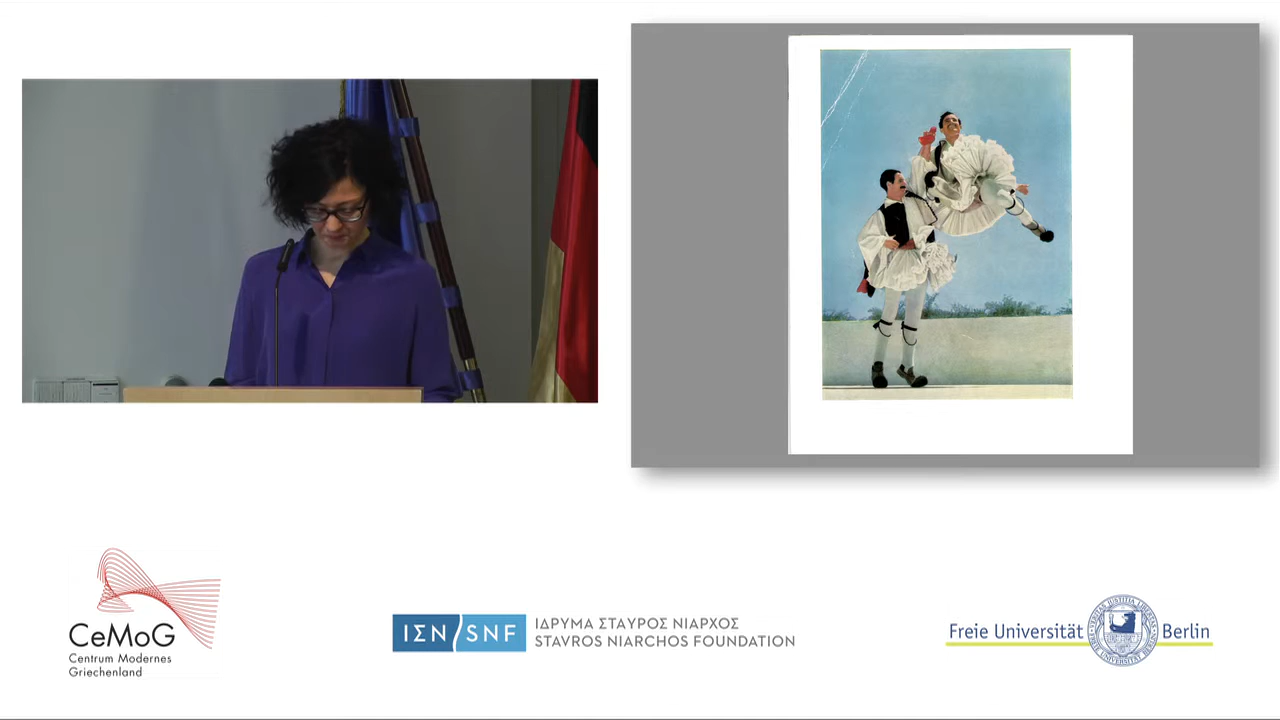 CeMoG
Centrum Modernes
Griechenland
ΙΣΝ/SNF
ΙΔΡΥΜΑ ΣΤΑΥΡΟΣ ΝΙΑΡΧΟΣ
STAVROS NIARCHOS FOUNDATION
Freie Universität Berlin